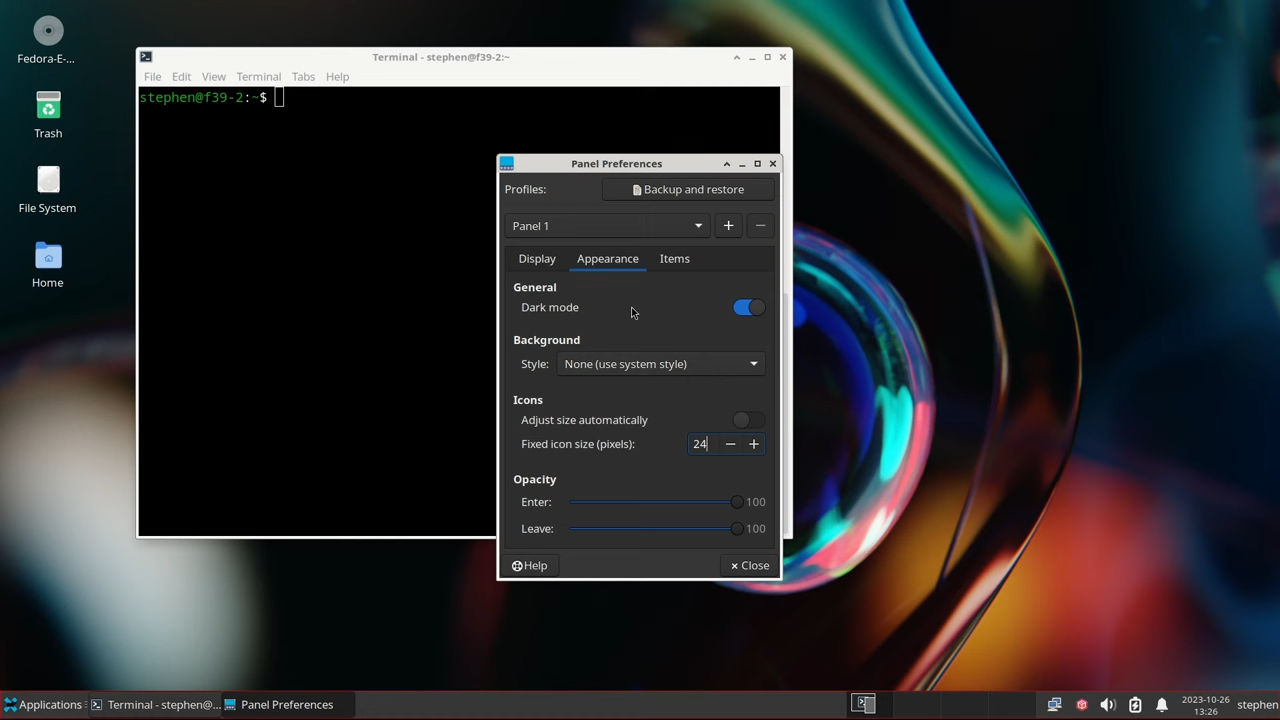 Fedora-E-...
Trash
File System
Home
Terminal - stephen@f39-2:~
File Edit View Terminal Tabs Help
stephen@f39-2:~$
Panel Preferences
Profiles: Backup and restore
Panel 1
Display Appearance Items
General
Dark mode
Background
Style: None (use system style)
Icons
Adjust size automatically
Fixed icon size (pixels): 24
Opacity
Enter: 100
Leave: 100
Help Close
Applications Terminal - stephen@... Panel Preferences 2023-10-26 stephen
13:26